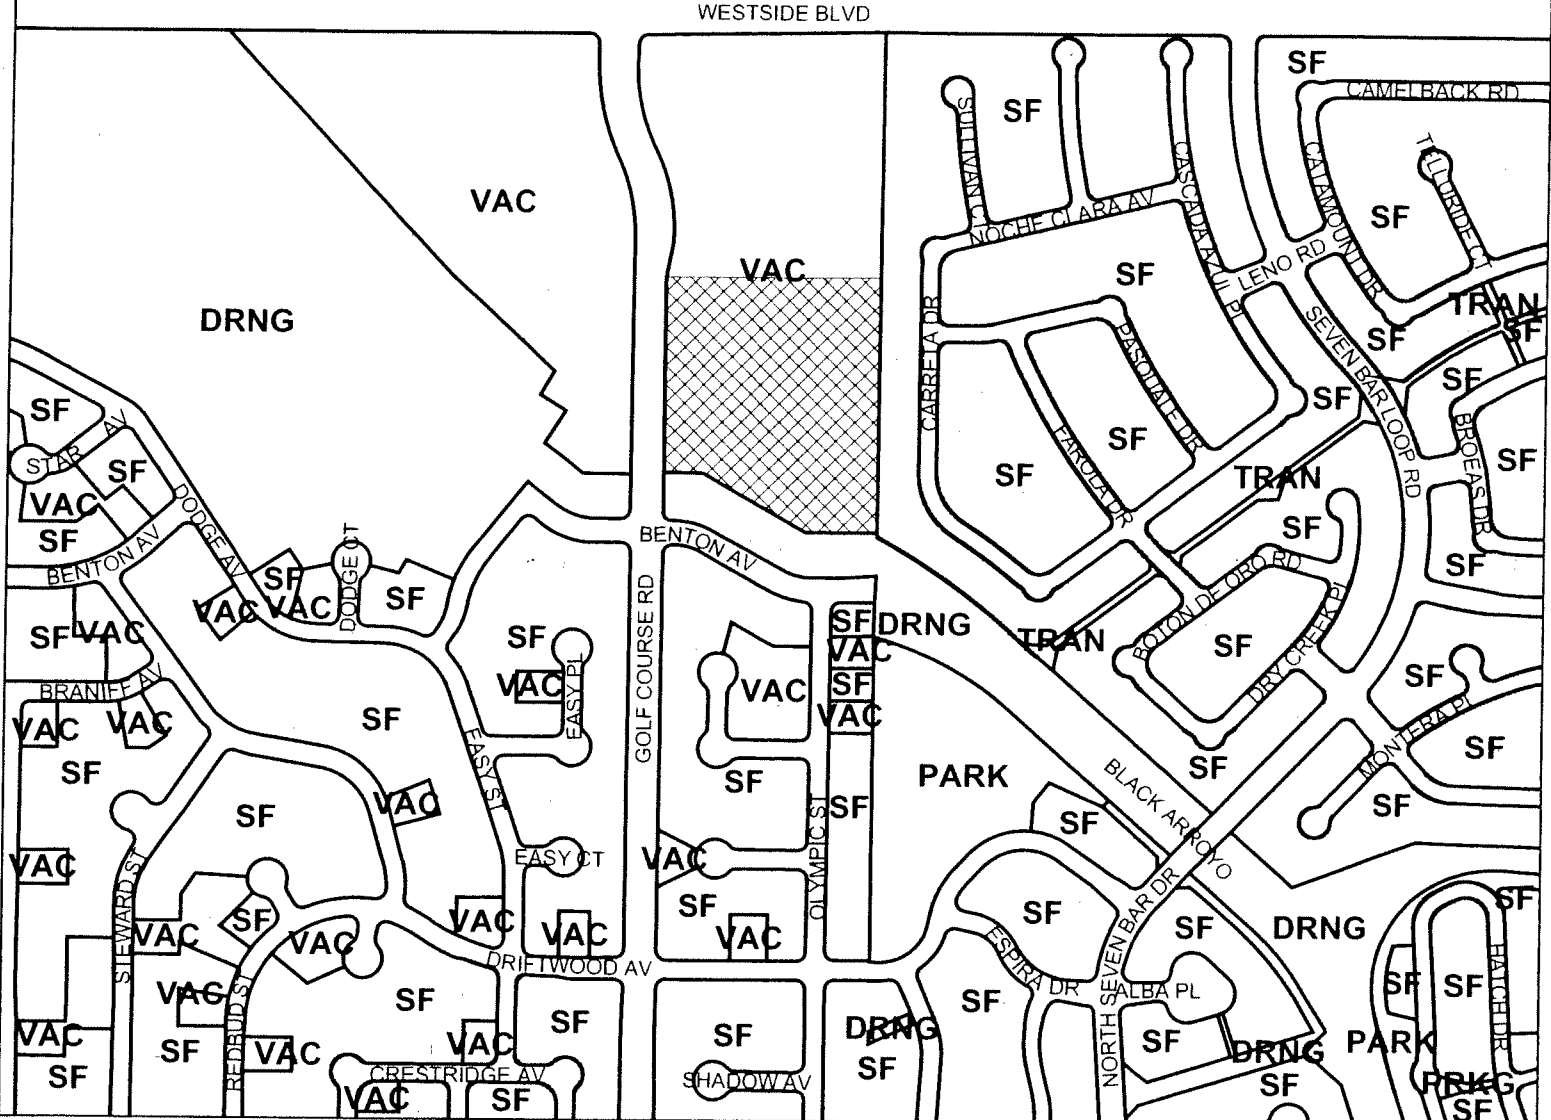 WESTSIDE BLVD
SF
CAMELBACK RD
SF
SULLIVAN CT
CASCADA AZUL PL
CATAMOUNT DR
TELLURIDE CT
VAC
SF
NOCHE CLARA AV
SF
VAC
LENO RD
DRNG
CARRETA DR
PASQUALE DR
SEVEN BAR LOOP RD
TRAN
SF
SF
SF
SF
SF
SF
STAR AV
SF
FAROLA DR
SF
BROEAS DR
SF
VAC
SF
TRAN
DODGE AV
SF
SF
BENTON AV
BENTON AV
SF
DODGE CT
SF
BOTON DE ORO RD
VAC
VAC
SF
GOLF COURSE RD
SF
DRNG
SF
VAC
SF
VAC
TRAN
SF
DRY CREEK PL
BRANIFF AV
VAC
EASY PL
VAC
SF
SF
MONTERA PL
VAC
VAC
SF
EASY ST
VAC
SF
SF
SF
PARK
SF
BLACK ARROYO
SF
VAC
OLYMPIC ST
SF
SF
SF
VAC
STEWARD ST
EASY CT
VAC
NORTH SEVEN BAR DR
SF
VAC
SF
VAC
VAC
VAC
SF
VAC
ESPIRA DR
SF
DRNG
HATCH DR
DRIFTWOOD AV
VAC
REDBUD ST
SF
SF
ALBA PL
SF
SF
VAC
SF
VAC
VAC
SF
SF
DRNG
SF
SF
DRNG
PARK
SF
CRESTRIDGE AV
VAC
SF
SHADOW AV
SF
PRKG
SF